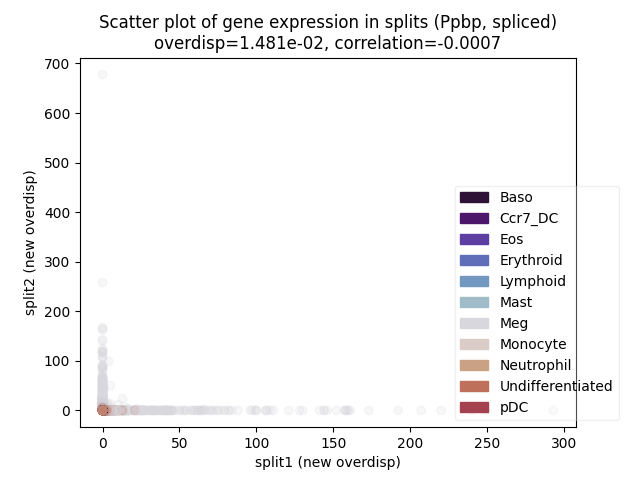 Scatter plot of gene expression in splits (Ppbp, spliced)
overdisp=1.481e-02, correlation=-0.0007
split2 (new overdisp)
700
600
500
400
300
200
100
0
0
50
100
150
200
250
300
split1 (new overdisp)
Baso
Ccr7_DC
Eos
Erythroid
Lymphoid
Mast
Meg
Monocyte
Neutrophil
Undifferentiated
pDC